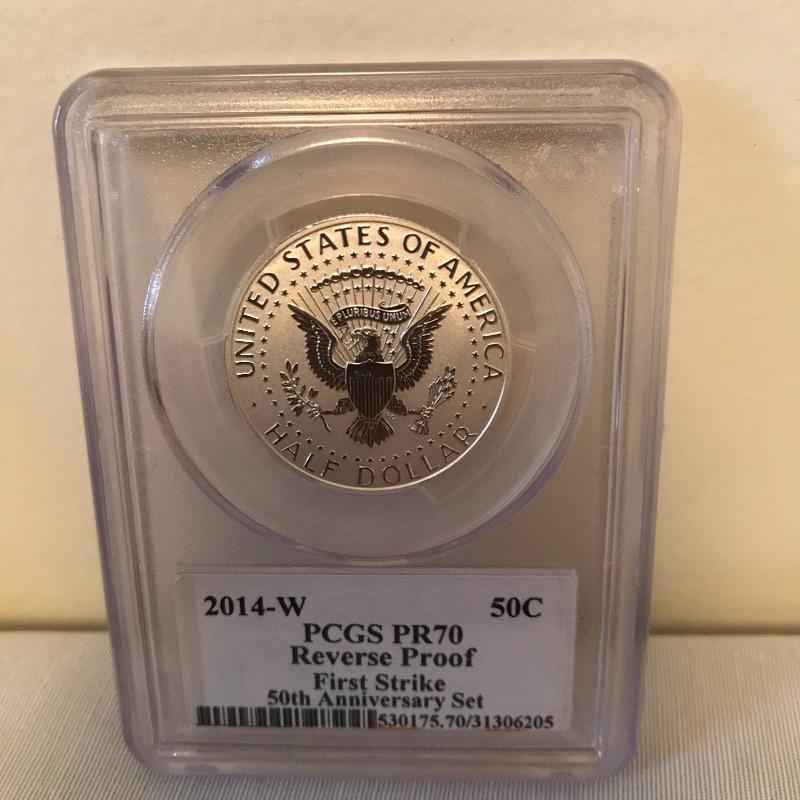 UNITED STATES OF AMERICA
PLURIBUS UNUM
HALF DOLLAR
2014-W 50C
PCGS PR70
Reverse Proof
First Strike
50th Anniversary Set
530175.70/31306205